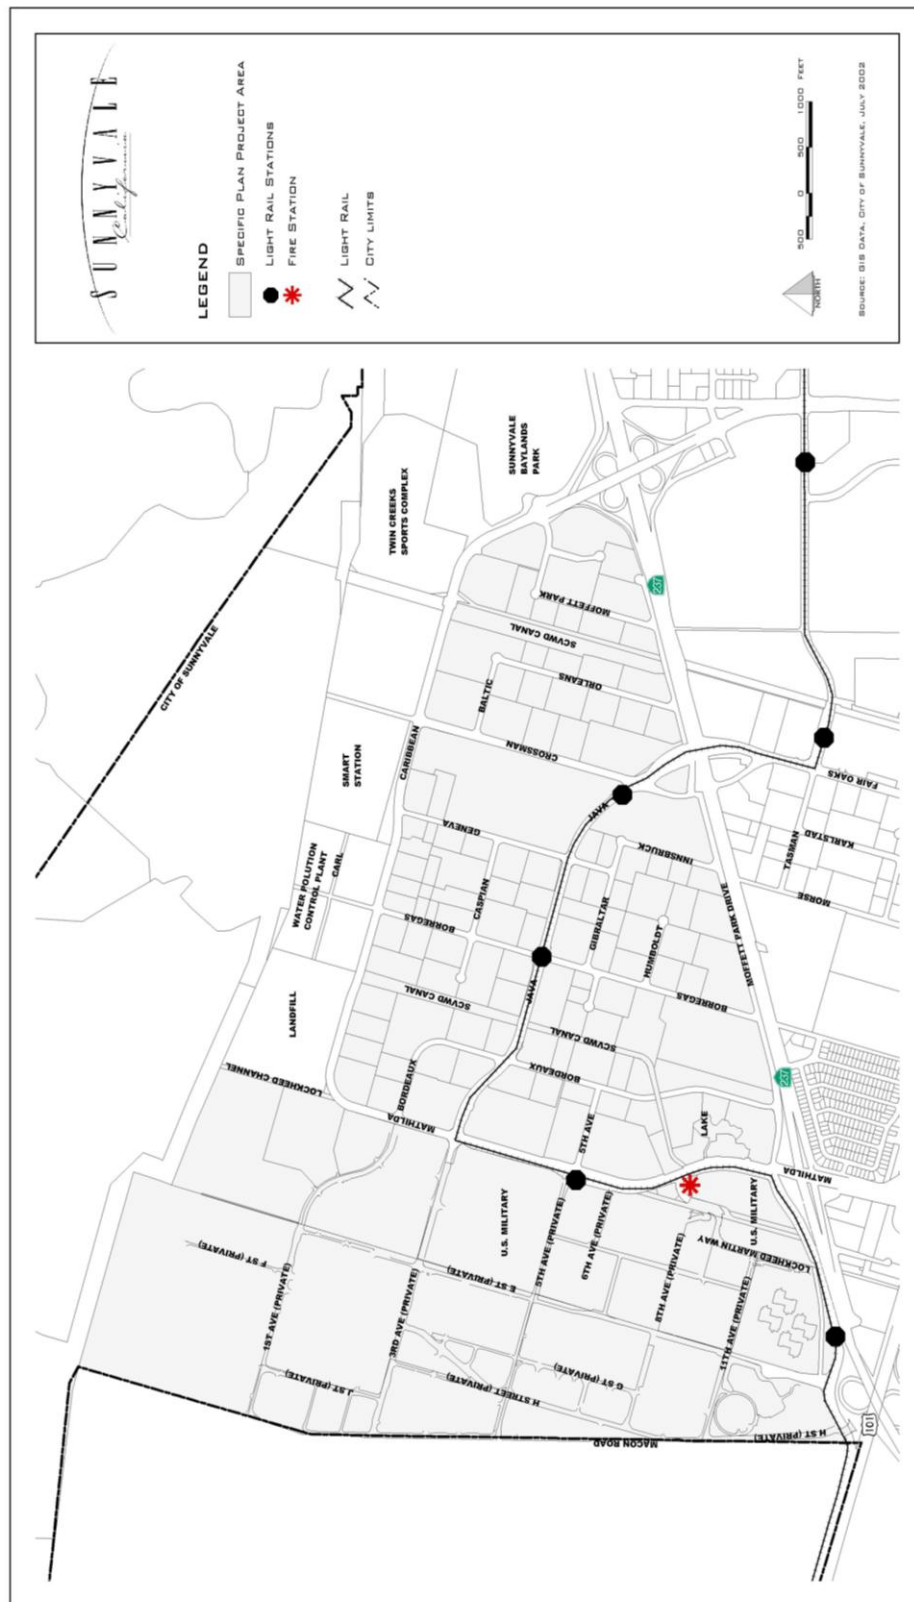 SUNNYVALE
California
LEGEND
SPECIFIC PLAN PROJECT AREA
LIGHT RAIL STATIONS
FIRE STATION
LIGHT RAIL
CITY LIMITS
500 0 500 1000 FEET
NORTH
SOURCE: GIS DATA, CITY OF SUNNYVALE, JULY 2002
CITY OF SUNNYVALE
TWIN CREEKS
SPORTS COMPLEX
SUNNYVALE
BAYLANDS
PARK
SMART
STATION
WATER POLUTION
CONTROL PLANT
CARL
LANDFILL
LOCKHEED CHANNEL
CARIBBEAN
BALTIC
CROSSMAN
ORLEANS
SCVWD CANAL
MOFFETT PARK
237
GENEVA
CASPIAN
BORREGAS
SCVWD CANAL
BORDEAUX
MATHILDA
JAVA
JAVA
INNSBRUCK
GIBRALTAR
HUMBOLDT
BORREGAS
MOFFETT PARK DRIVE
SCVWD CANAL
BORDEAUX
5TH AVE
LAKE
237
MATHILDA
FAIR OAKS
TASMAN
KARLSTAD
MORSE
F ST (PRIVATE)
1ST AVE (PRIVATE)
J ST (PRIVATE)
3RD AVE (PRIVATE)
U.S. MILITARY
E ST (PRIVATE)
5TH AVE (PRIVATE)
6TH AVE (PRIVATE)
H STREET (PRIVATE)
G ST (PRIVATE)
8TH AVE (PRIVATE)
LOCKHEED MARTIN WAY
U.S. MILITARY
11TH AVE (PRIVATE)
H ST (PRIVATE)
MACON ROAD
101